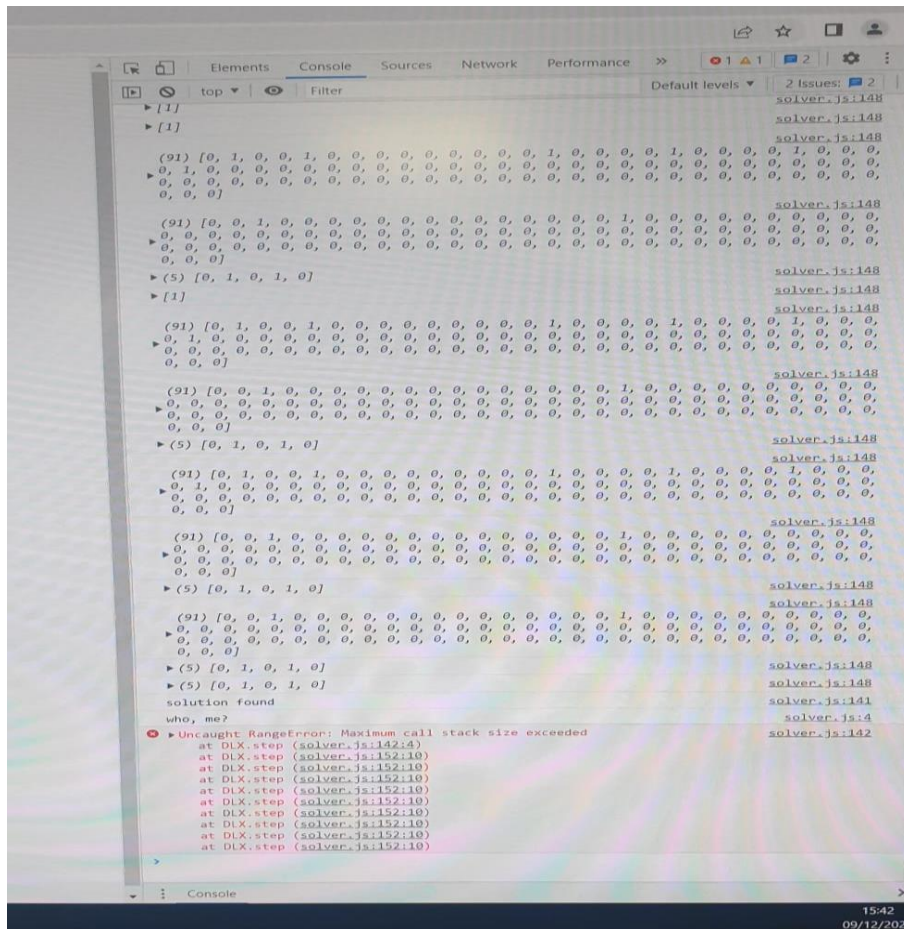 Elements Console Sources Network Performance » 1 1 2
top ▼ Filter Default levels ▼ 2 Issues: 2
▶ [1] solver.js:148
▶ [1] solver.js:148
solver.js:148
(91) [0, 1, 0, 0, 1, 0, 0, 0, 0, 0, 0, 0, 0, 0, 1, 0, 0, 0, 0, 1, 0, 0, 0, 0, 1, 0, 0, 0,
0, 1, 0, 0, 0, 0, 0, 0, 0, 0, 0, 0, 0, 0, 0, 0, 0, 0, 0, 0, 0, 0, 0, 0, 0, 0, 0, 0, 0, 0, 0, 0,
0, 0, 0, 0, 0, 0, 0, 0, 0, 0, 0, 0, 0, 0, 0, 0, 0, 0, 0, 0, 0, 0, 0, 0, 0, 0, 0, 0, 0, 0,
0, 0, 0]
solver.js:148
(91) [0, 0, 1, 0, 0, 0, 0, 0, 0, 0, 0, 0, 0, 0, 0, 0, 0, 1, 0, 0, 0, 0, 0, 0, 0, 0, 0, 0,
0, 0, 0, 0, 0, 0, 0, 0, 0, 0, 0, 0, 0, 0, 0, 0, 0, 0, 0, 0, 0, 0, 0, 0, 0, 0, 0, 0, 0, 0, 0, 0,
0, 0, 0, 0, 0, 0, 0, 0, 0, 0, 0, 0, 0, 0, 0, 0, 0, 0, 0, 0, 0, 0, 0, 0, 0, 0, 0, 0, 0, 0,
0, 0, 0]
▶ (5) [0, 1, 0, 1, 0] solver.js:148
▶ [1] solver.js:148
solver.js:148
(91) [0, 1, 0, 0, 1, 0, 0, 0, 0, 0, 0, 0, 0, 0, 1, 0, 0, 0, 0, 1, 0, 0, 0, 0, 1, 0, 0, 0,
0, 1, 0, 0, 0, 0, 0, 0, 0, 0, 0, 0, 0, 0, 0, 0, 0, 0, 0, 0, 0, 0, 0, 0, 0, 0, 0, 0, 0, 0, 0, 0,
0, 0, 0, 0, 0, 0, 0, 0, 0, 0, 0, 0, 0, 0, 0, 0, 0, 0, 0, 0, 0, 0, 0, 0, 0, 0, 0, 0, 0, 0,
0, 0, 0]
solver.js:148
(91) [0, 0, 1, 0, 0, 0, 0, 0, 0, 0, 0, 0, 0, 0, 0, 0, 0, 1, 0, 0, 0, 0, 0, 0, 0, 0, 0, 0,
0, 0, 0, 0, 0, 0, 0, 0, 0, 0, 0, 0, 0, 0, 0, 0, 0, 0, 0, 0, 0, 0, 0, 0, 0, 0, 0, 0, 0, 0, 0, 0,
0, 0, 0, 0, 0, 0, 0, 0, 0, 0, 0, 0, 0, 0, 0, 0, 0, 0, 0, 0, 0, 0, 0, 0, 0, 0, 0, 0, 0, 0,
0, 0, 0]
▶ (5) [0, 1, 0, 1, 0] solver.js:148
solver.js:148
(91) [0, 1, 0, 0, 1, 0, 0, 0, 0, 0, 0, 0, 0, 0, 1, 0, 0, 0, 0, 1, 0, 0, 0, 0, 1, 0, 0, 0,
0, 1, 0, 0, 0, 0, 0, 0, 0, 0, 0, 0, 0, 0, 0, 0, 0, 0, 0, 0, 0, 0, 0, 0, 0, 0, 0, 0, 0, 0, 0, 0,
0, 0, 0, 0, 0, 0, 0, 0, 0, 0, 0, 0, 0, 0, 0, 0, 0, 0, 0, 0, 0, 0, 0, 0, 0, 0, 0, 0, 0, 0,
0, 0, 0]
solver.js:148
(91) [0, 0, 1, 0, 0, 0, 0, 0, 0, 0, 0, 0, 0, 0, 0, 0, 0, 1, 0, 0, 0, 0, 0, 0, 0, 0, 0, 0,
0, 0, 0, 0, 0, 0, 0, 0, 0, 0, 0, 0, 0, 0, 0, 0, 0, 0, 0, 0, 0, 0, 0, 0, 0, 0, 0, 0, 0, 0, 0, 0,
0, 0, 0, 0, 0, 0, 0, 0, 0, 0, 0, 0, 0, 0, 0, 0, 0, 0, 0, 0, 0, 0, 0, 0, 0, 0, 0, 0, 0, 0,
0, 0, 0]
▶ (5) [0, 1, 0, 1, 0] solver.js:148
solver.js:148
(91) [0, 0, 1, 0, 0, 0, 0, 0, 0, 0, 0, 0, 0, 0, 0, 0, 0, 1, 0, 0, 0, 0, 0, 0, 0, 0, 0, 0,
0, 0, 0, 0, 0, 0, 0, 0, 0, 0, 0, 0, 0, 0, 0, 0, 0, 0, 0, 0, 0, 0, 0, 0, 0, 0, 0, 0, 0, 0, 0, 0,
0, 0, 0, 0, 0, 0, 0, 0, 0, 0, 0, 0, 0, 0, 0, 0, 0, 0, 0, 0, 0, 0, 0, 0, 0, 0, 0, 0, 0, 0,
0, 0, 0]
▶ (5) [0, 1, 0, 1, 0] solver.js:148
▶ (5) [0, 1, 0, 1, 0] solver.js:148
solution found solver.js:141
who, me? solver.js:4
▶ Uncaught RangeError: Maximum call stack size exceeded solver.js:142
at DLX.step (solver.js:142:4)
at DLX.step (solver.js:152:10)
at DLX.step (solver.js:152:10)
at DLX.step (solver.js:152:10)
at DLX.step (solver.js:152:10)
at DLX.step (solver.js:152:10)
at DLX.step (solver.js:152:10)
at DLX.step (solver.js:152:10)
at DLX.step (solver.js:152:10)
at DLX.step (solver.js:152:10)
>
Console
15:42
09/12/202